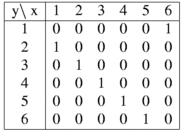 y\ x 1 2 3 4 5 6
1 0 0 0 0 0 1
2 1 0 0 0 0 0
3 0 1 0 0 0 0
4 0 0 1 0 0 0
5 0 0 0 1 0 0
6 0 0 0 0 1 0